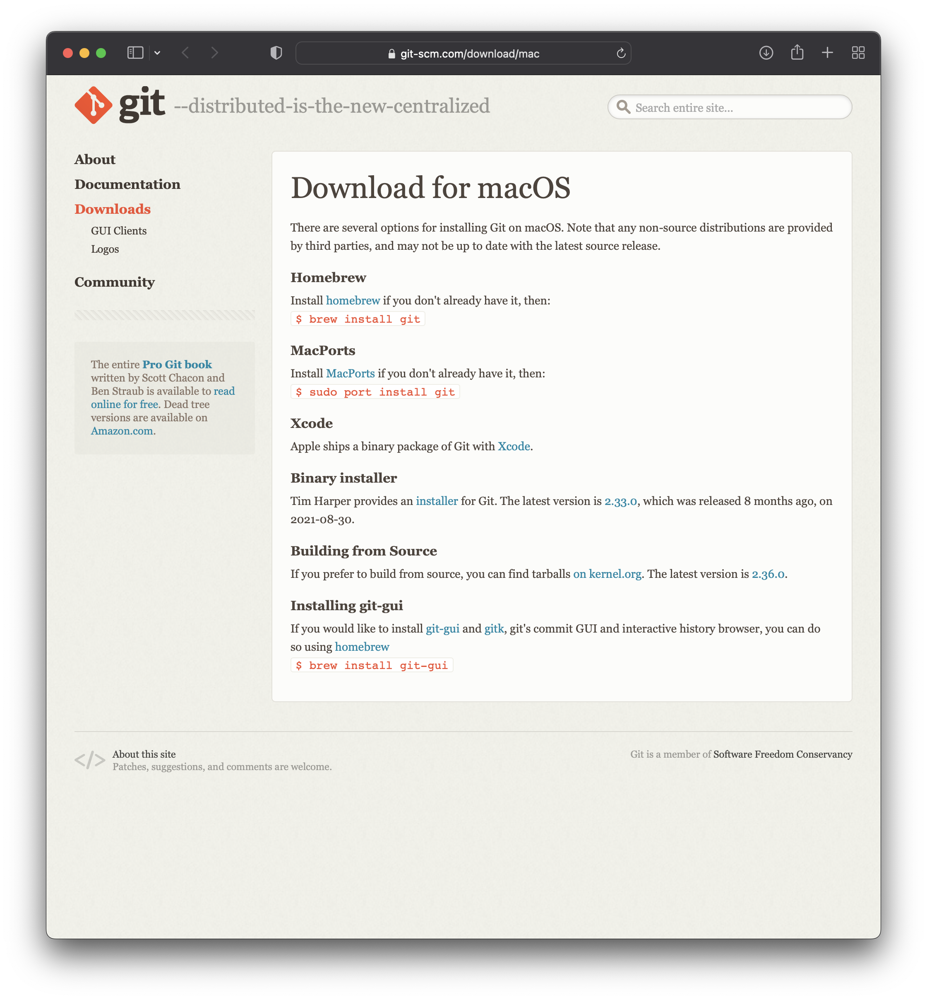 git-scm.com/download/mac
git --distributed-is-the-new-centralized
Search entire site...
About
Documentation
Downloads
GUI Clients
Logos
Community
The entire Pro Git book
written by Scott Chacon and
Ben Straub is available to read
online for free. Dead tree
versions are available on
Amazon.com.
Download for macOS
There are several options for installing Git on macOS. Note that any non-source distributions are provided
by third parties, and may not be up to date with the latest source release.
Homebrew
Install homebrew if you don't already have it, then:
$ brew install git
MacPorts
Install MacPorts if you don't already have it, then:
$ sudo port install git
Xcode
Apple ships a binary package of Git with Xcode.
Binary installer
Tim Harper provides an installer for Git. The latest version is 2.33.0, which was released 8 months ago, on
2021-08-30.
Building from Source
If you prefer to build from source, you can find tarballs on kernel.org. The latest version is 2.36.0.
Installing git-gui
If you would like to install git-gui and gitk, git's commit GUI and interactive history browser, you can do
so using homebrew
$ brew install git-gui
</> About this site
Patches, suggestions, and comments are welcome.
Git is a member of Software Freedom Conservancy